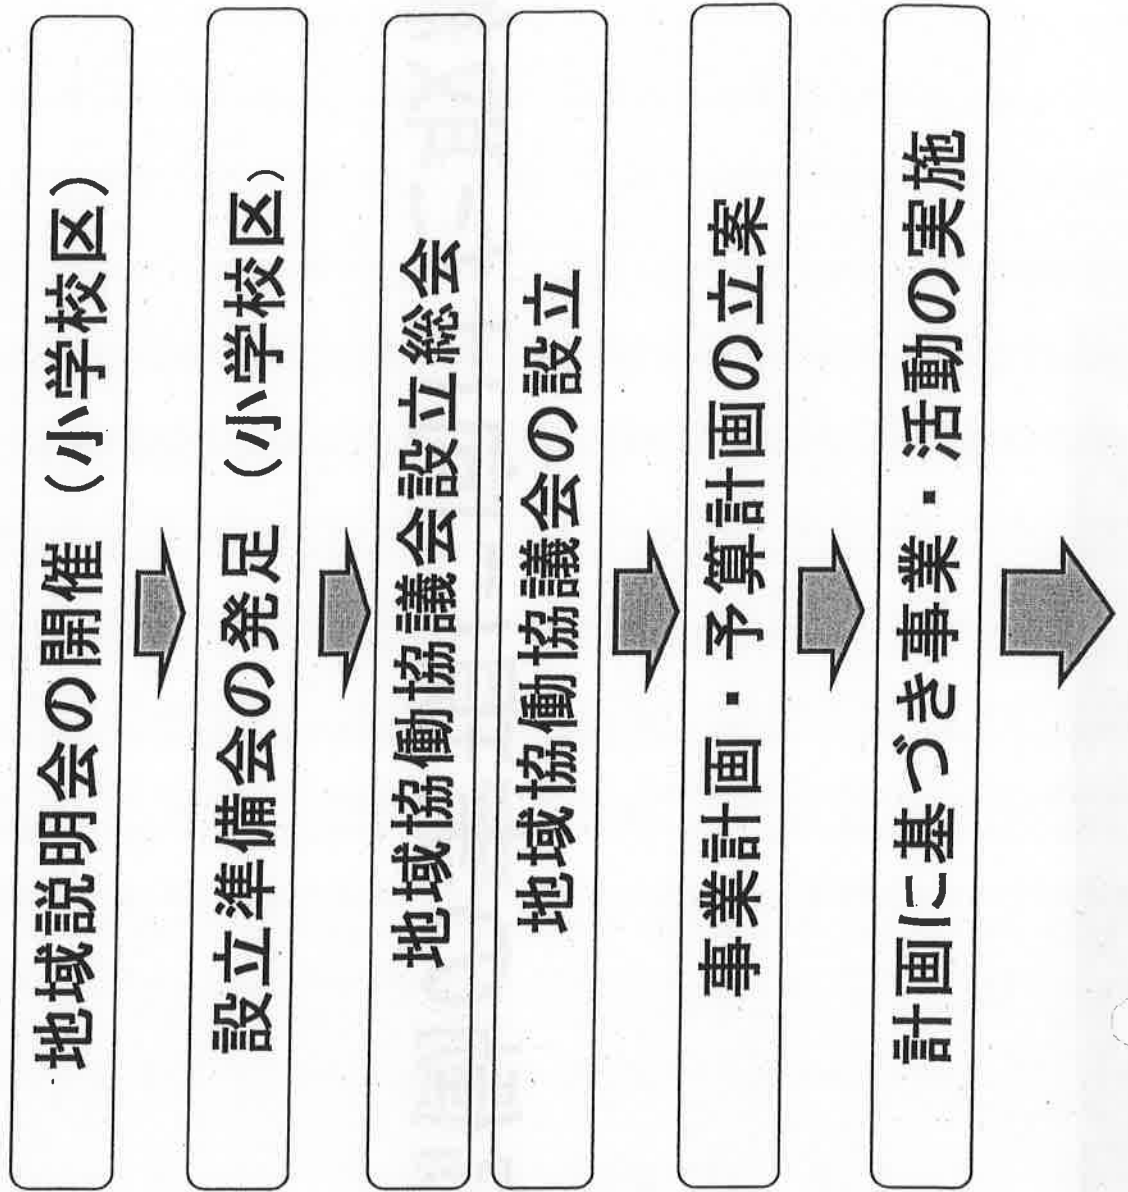 地域説明会の開催（小学校区）
設立準備会の発足（小学校区）
地域協働協議会設立総会
地域協働協議会の設立
事業計画・予算計画の立案
計画に基づき事業・活動の実施